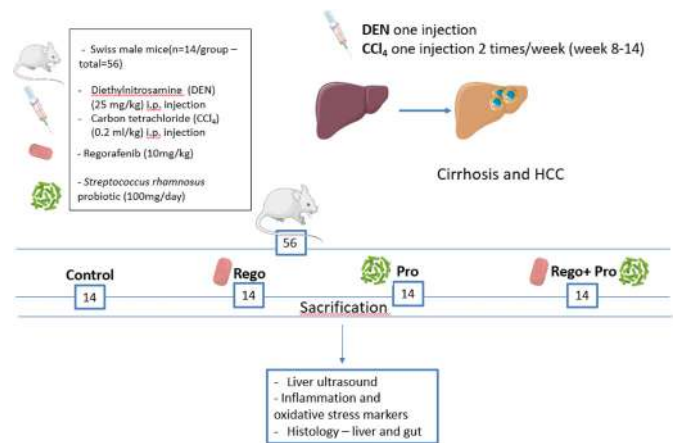 - Swiss male mice(n=14/group –
total=56)
- Diethylnitrosamine (DEN)
(25 mg/kg) i.p. injection
- Carbon tetrachloride (CCl₄)
(0.2 ml/kg) i.p. injection
- Regorafenib (10mg/kg)
- Streptococcus rhamnosus
probiotic (100mg/day)
DEN one injection
CCl₄ one injection 2 times/week (week 8-14)
Cirrhosis and HCC
56
Control
Rego
Pro
Rego+ Pro
14
14
14
14
Sacrification
- Liver ultrasound
- Inflammation and
oxidative stress markers
- Histology – liver and gut